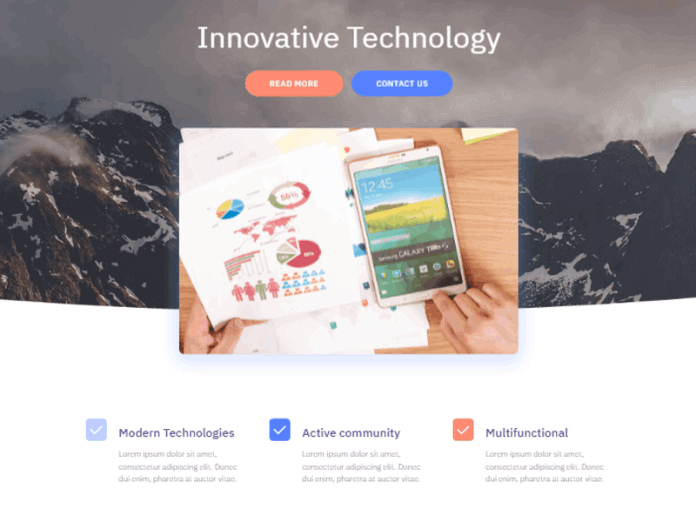 Innovative Technology
READ MORE
CONTACT US
12:45
56%
Samsung GALAXY Tab S
Modern Technologies
Active community
Multifunctional
Lorem ipsum dolor sit amet,
consectetur adipiscing elit. Donec
dui enim, pharetra at auctor vitae.
Lorem ipsum dolor sit amet,
consectetur adipiscing elit. Donec
dui enim, pharetra at auctor vitae.
Lorem ipsum dolor sit amet,
consectetur adipiscing elit. Donec
dui enim, pharetra at auctor vitae.